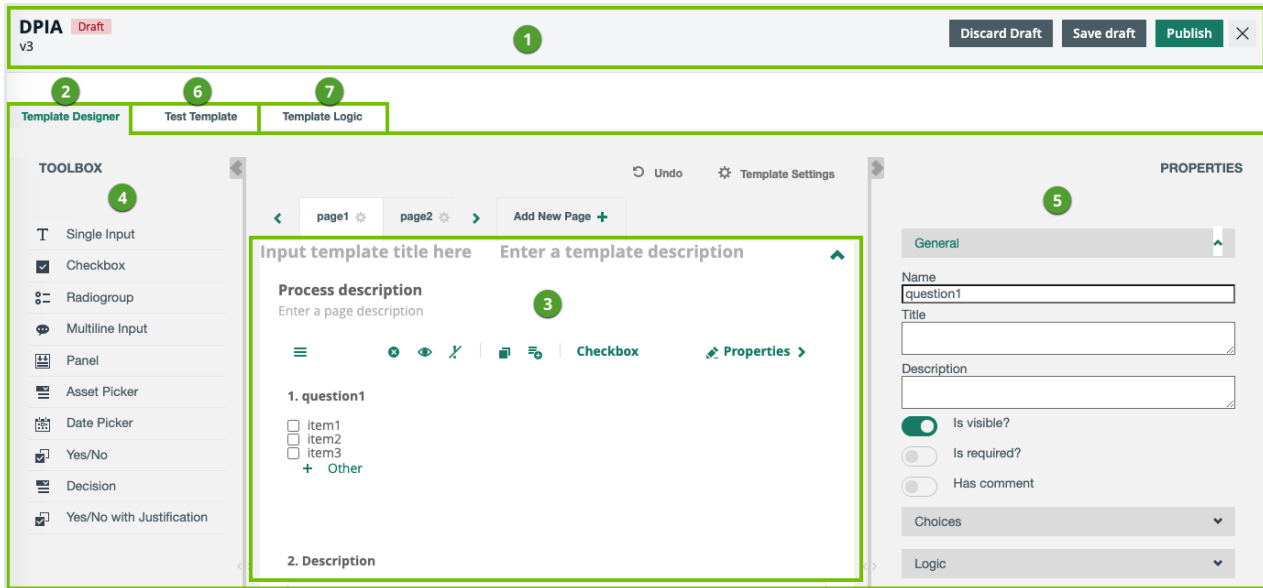 DPIA Draft
v3
1
Discard Draft Save draft Publish
2 6 7
Template Designer Test Template Template Logic
TOOLBOX
4
T Single Input
Checkbox
Radiogroup
Multiline Input
Panel
Asset Picker
Date Picker
Yes/No
Decision
Yes/No with Justification
Undo Template Settings
page1 page2 Add New Page +
Input template title here Enter a template description
Process description
3
Enter a page description
Checkbox Properties
1. question1
item1
item2
item3
+ Other
2. Description
PROPERTIES
5
General
Name
question1
Title
Description
Is visible?
Is required?
Has comment
Choices
Logic